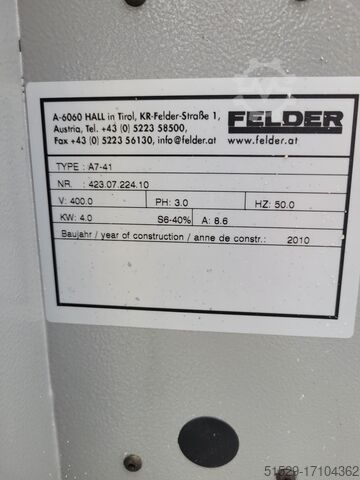 A-6060 HALL in Tirol, KR-Felder-Straße 1,
Austria, Tel. +43 (0) 5223 58500,
Fax +43 (0) 5223 56130, info@felder.at
FELDER
www.felder.at
TYPE : A7-41
NR. : 423.07.224.10
V: 400.0 PH: 3.0 HZ: 50.0
KW: 4.0 S6-40% A: 8.6
Baujahr / year of construction / anne de constr.: 2010
51529-17104362